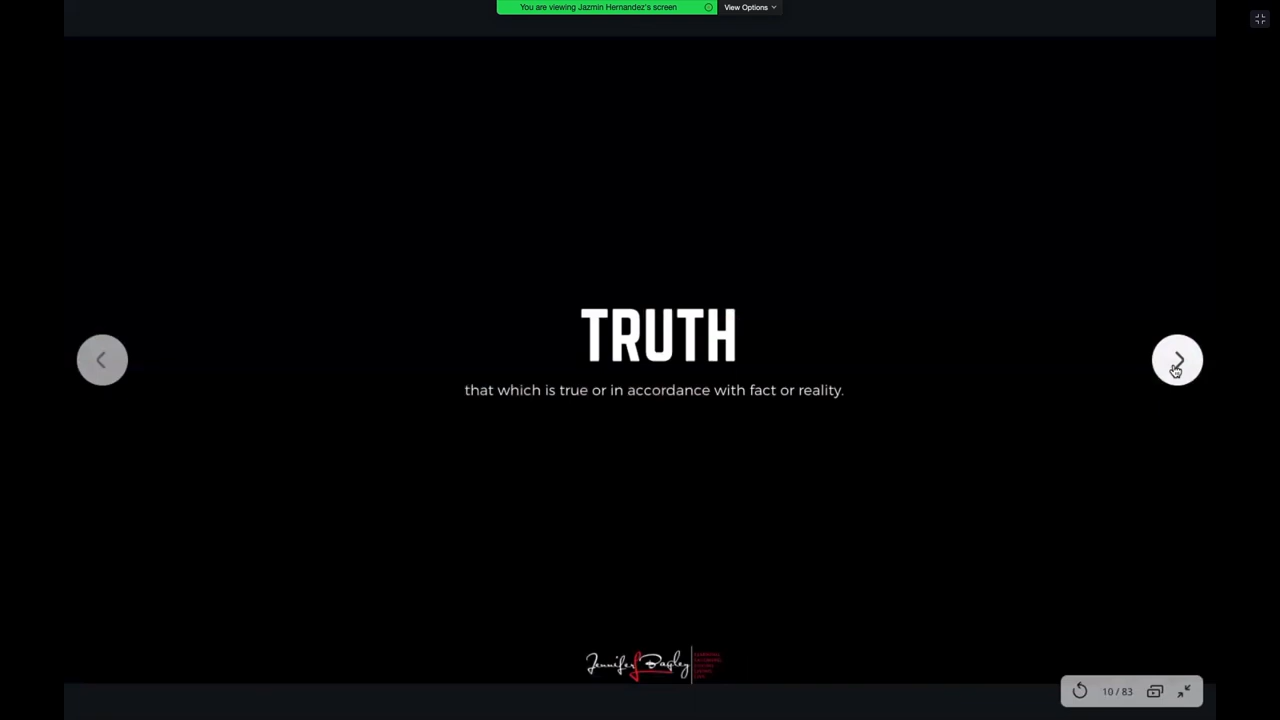 You are viewing Jazmin Hernandez's screen
View Options
TRUTH
that which is true or in accordance with fact or reality.
Jennifer Bagley
10 / 83